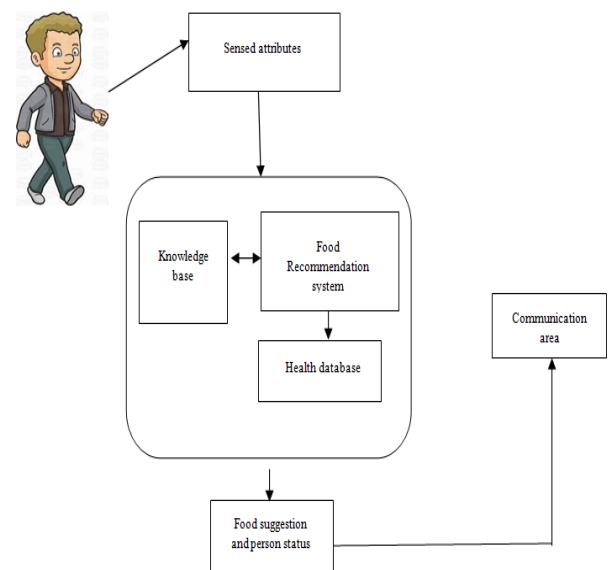 Sensed attributes
Knowledge
base
Food
Recommendation
system
Health database
Communication
area
Food suggestion
and person status